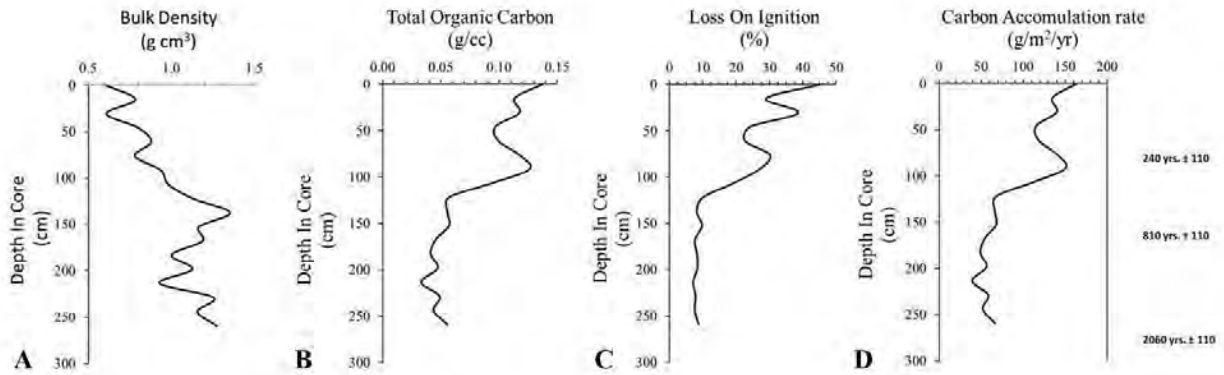 Bulk Density
(g cm³)
0.5 1.0 1.5
0
50
100
150
200
250
300
Depth In Core
(cm)
A
Total Organic Carbon
(g/cc)
0.00 0.05 0.10 0.15
0
50
100
150
200
250
300
Depth In Core
(cm)
B
Loss On Ignition
(%)
0 10 20 30 40 50
0
50
100
150
200
250
300
Depth In Core
(cm)
C
Carbon Accomulation rate
(g/m²/yr)
0 50 100 150 200
0
50
100
150
200
250
300
Depth In Core
(cm)
D
240 yrs. ± 110
810 yrs. ± 110
2060 yrs. ± 110